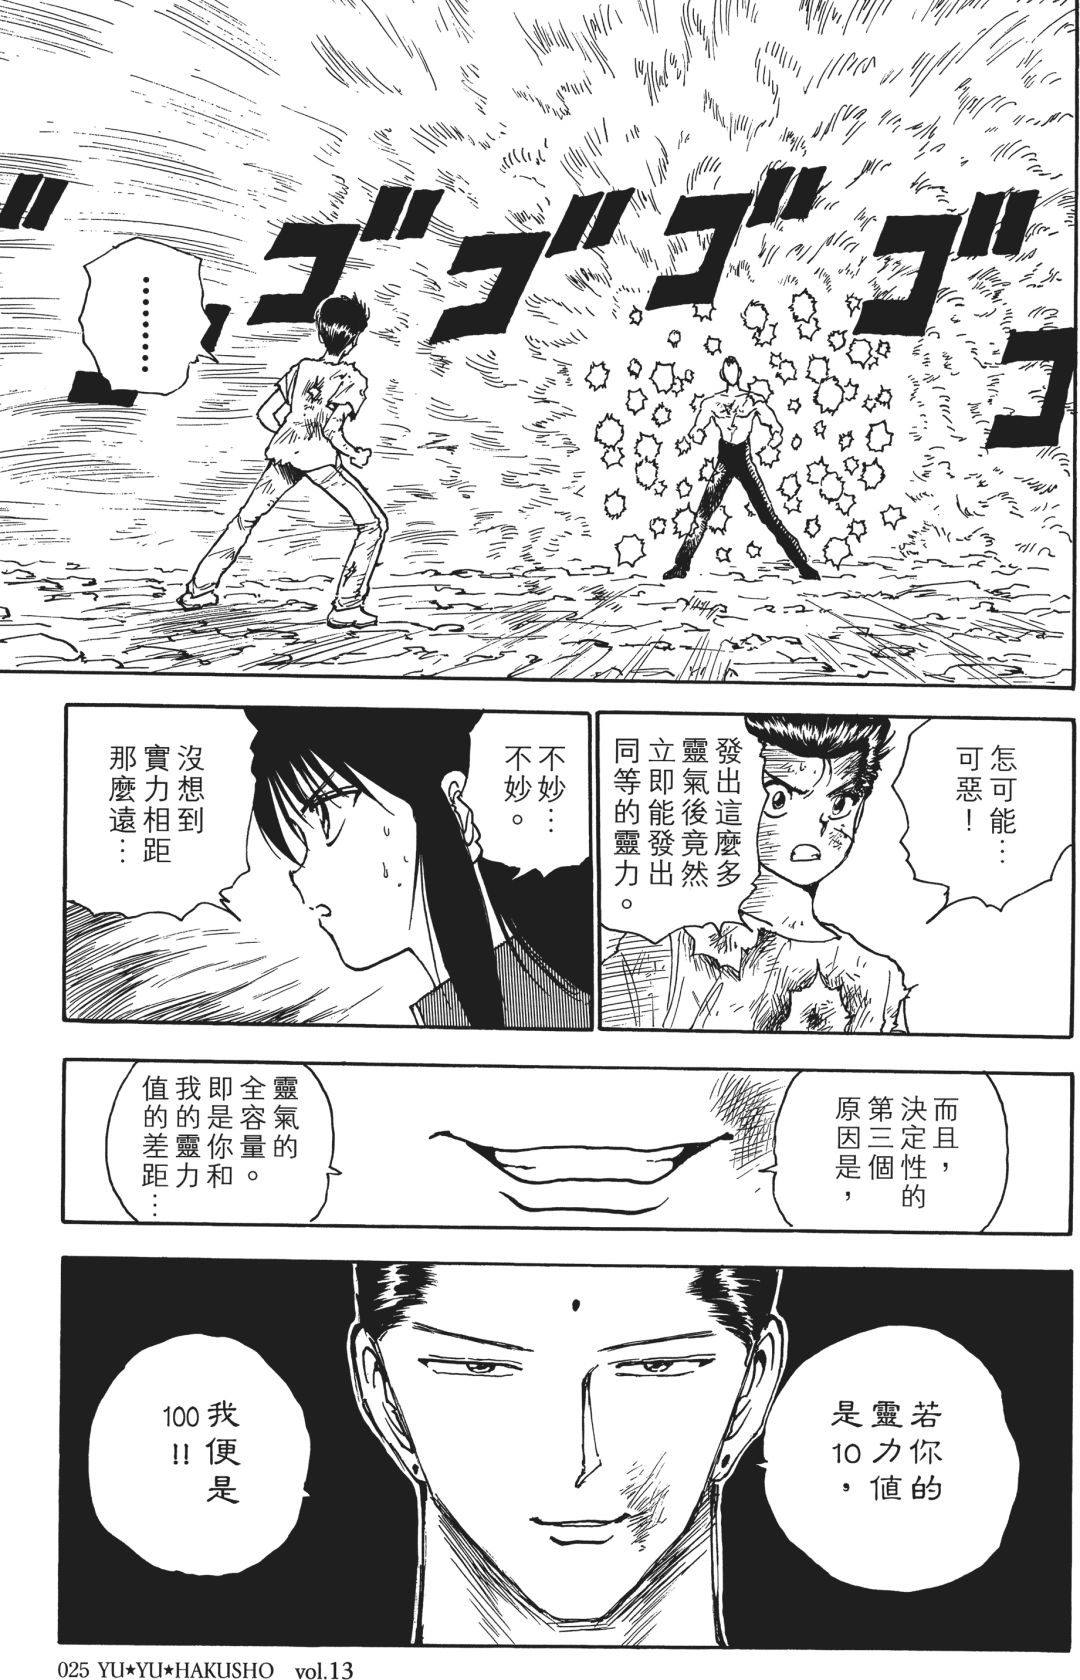 ゴゴゴゴゴゴ
………
怎可能…
可惡！
發出這麼多
靈氣後竟然
立即能發出
同等的靈力。
不妙…
不妙。
沒想到
實力相距
那麼遠…
而且，
決定性的
第三個
原因是，
靈氣的
全容量。
即是你和
我的靈力
值的差距…
若你的
靈力值
是10，
我便是
100!!
025 YU★YU★HAKUSHO vol.13